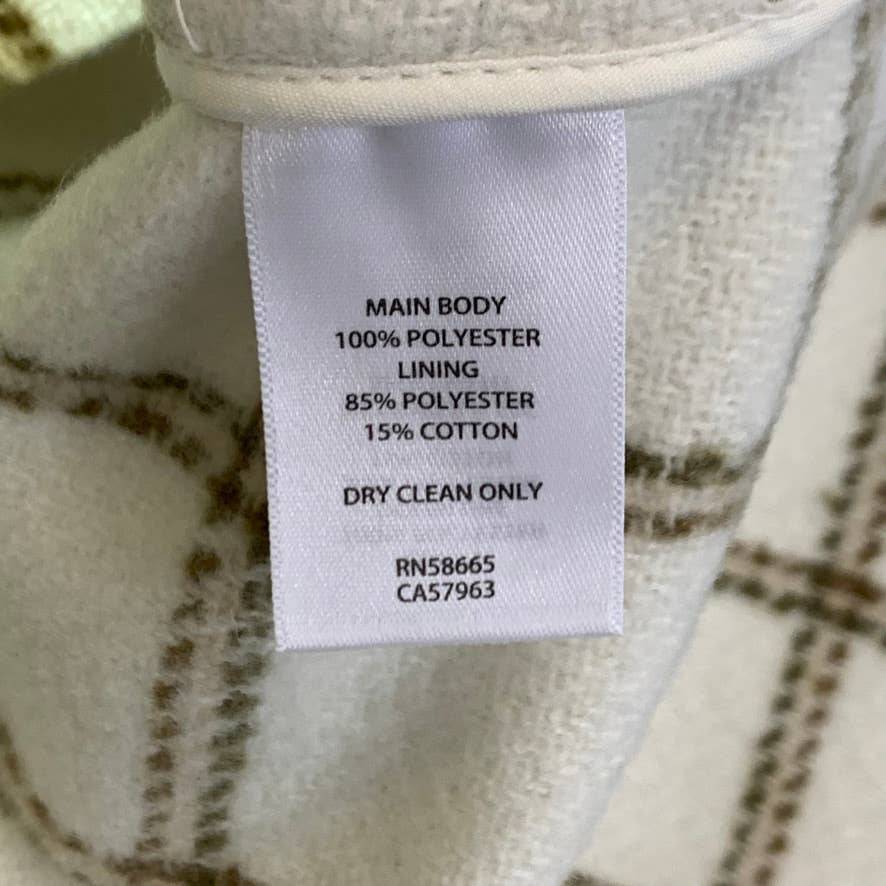 MAIN BODY
100% POLYESTER
LINING
85% POLYESTER
15% COTTON
DRY CLEAN ONLY
RN58665
CA57963